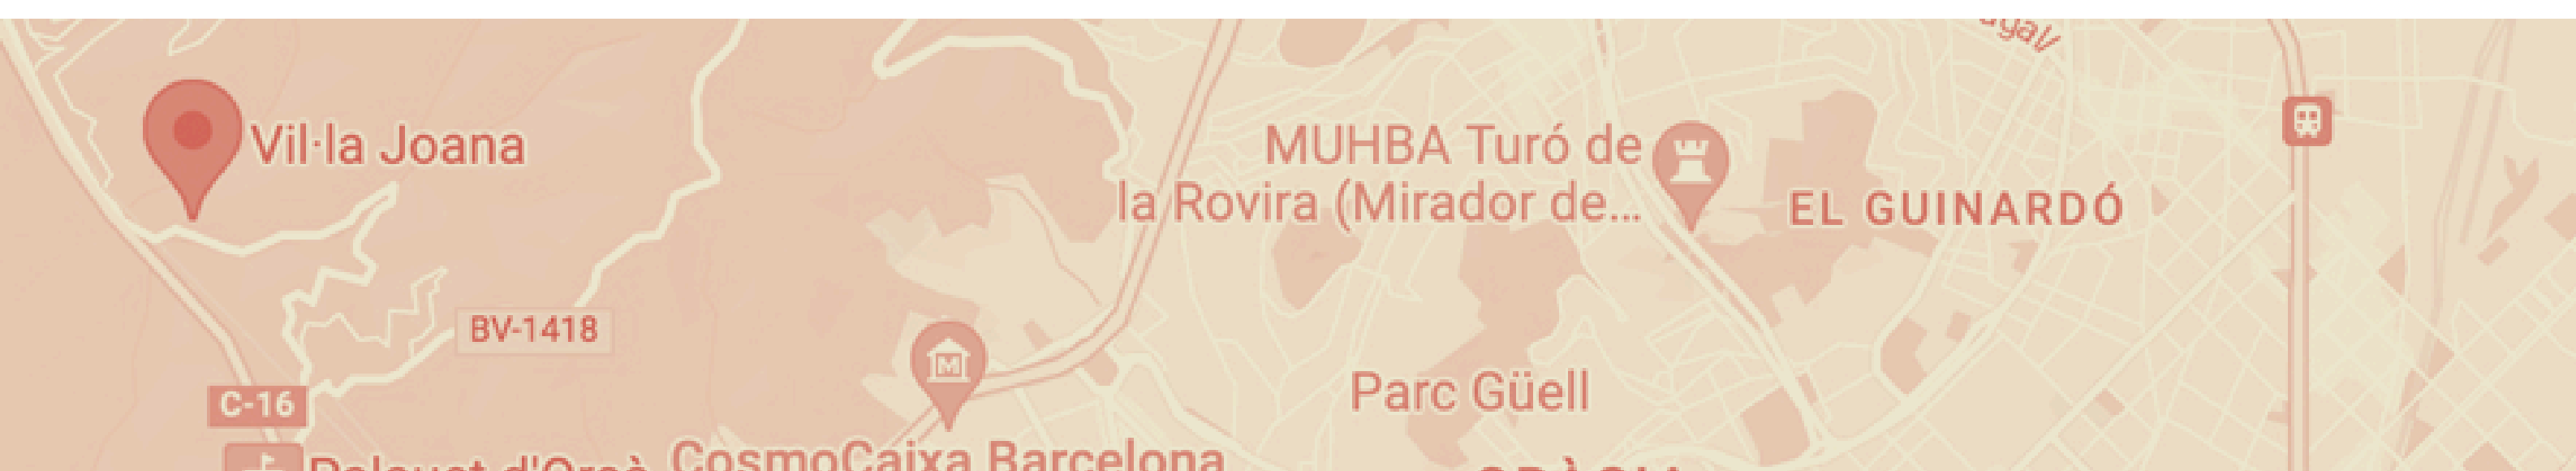 Vil·la Joana
MUHBA Turó de
la Rovira (Mirador de...
EL GUINARDÓ
BV-1418
M
Parc Güell
C-16
CosmoCaixa Barcelona